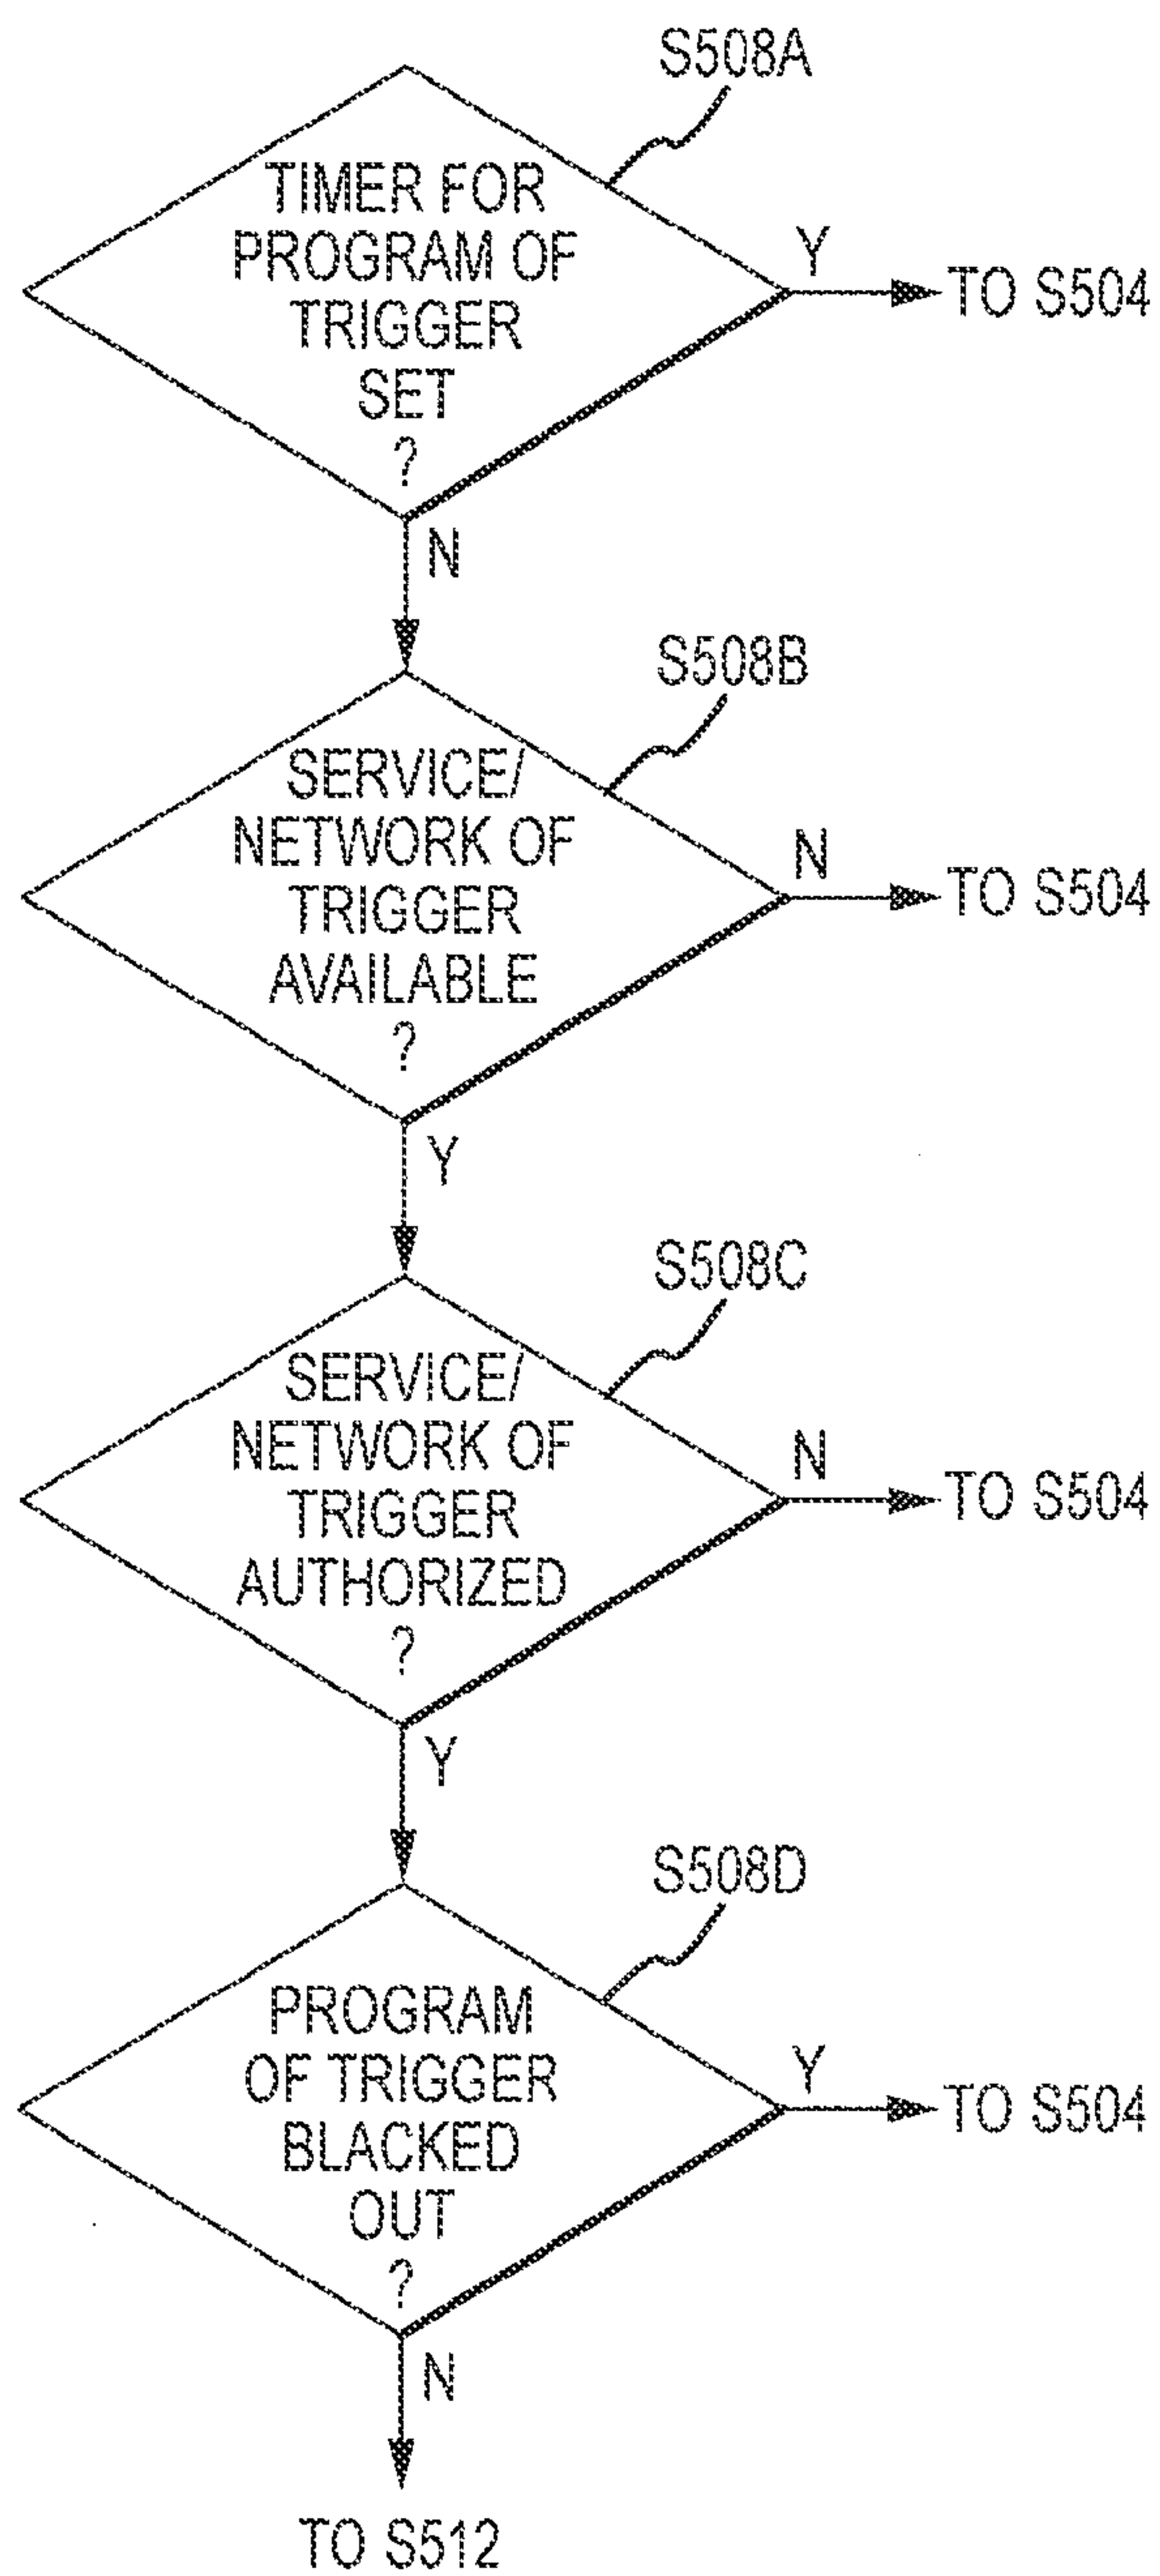 S508A
TIMER FOR
PROGRAM OF
TRIGGER
SET
?
Y
TO S504
N
S508B
SERVICE/
NETWORK OF
TRIGGER
AVAILABLE
?
N
TO S504
Y
S508C
SERVICE/
NETWORK OF
TRIGGER
AUTHORIZED
?
N
TO S504
Y
S508D
PROGRAM
OF TRIGGER
BLACKED
OUT
?
Y
TO S504
N
TO S512